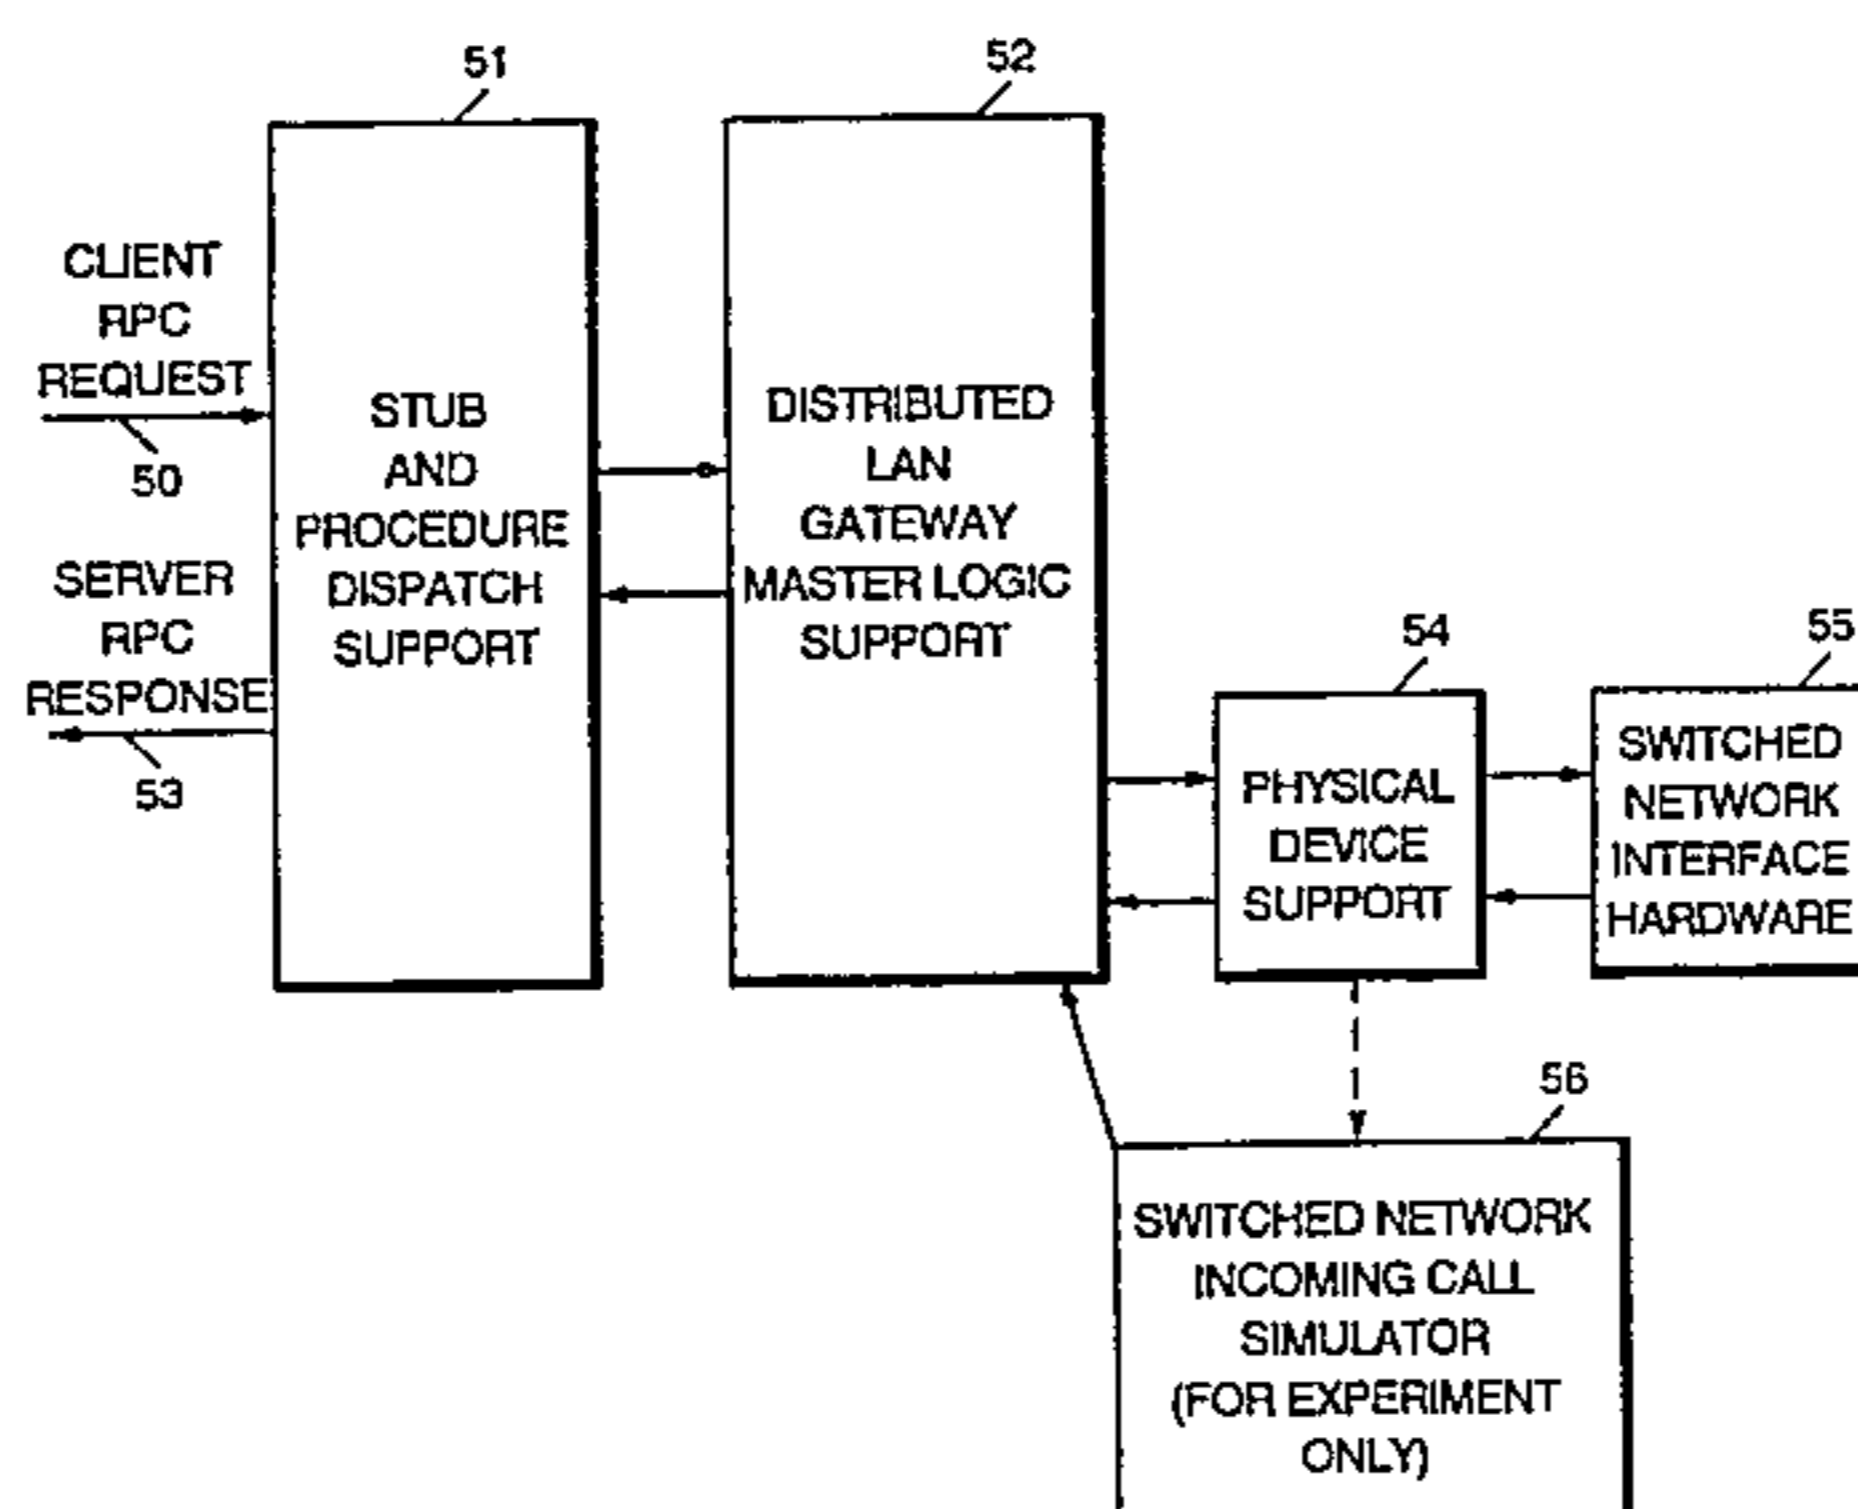 51
52
CLIENT
RPC
REQUEST
50
SERVER
RPC
RESPONSE
53
STUB
AND
PROCEDURE
DISPATCH
SUPPORT
DISTRIBUTED
LAN
GATEWAY
MASTER LOGIC
SUPPORT
54
PHYSICAL
DEVICE
SUPPORT
55
SWITCHED
NETWORK
INTERFACE
HARDWARE
56
SWITCHED NETWORK
INCOMING CALL
SIMULATOR
(FOR EXPERIMENT
ONLY)